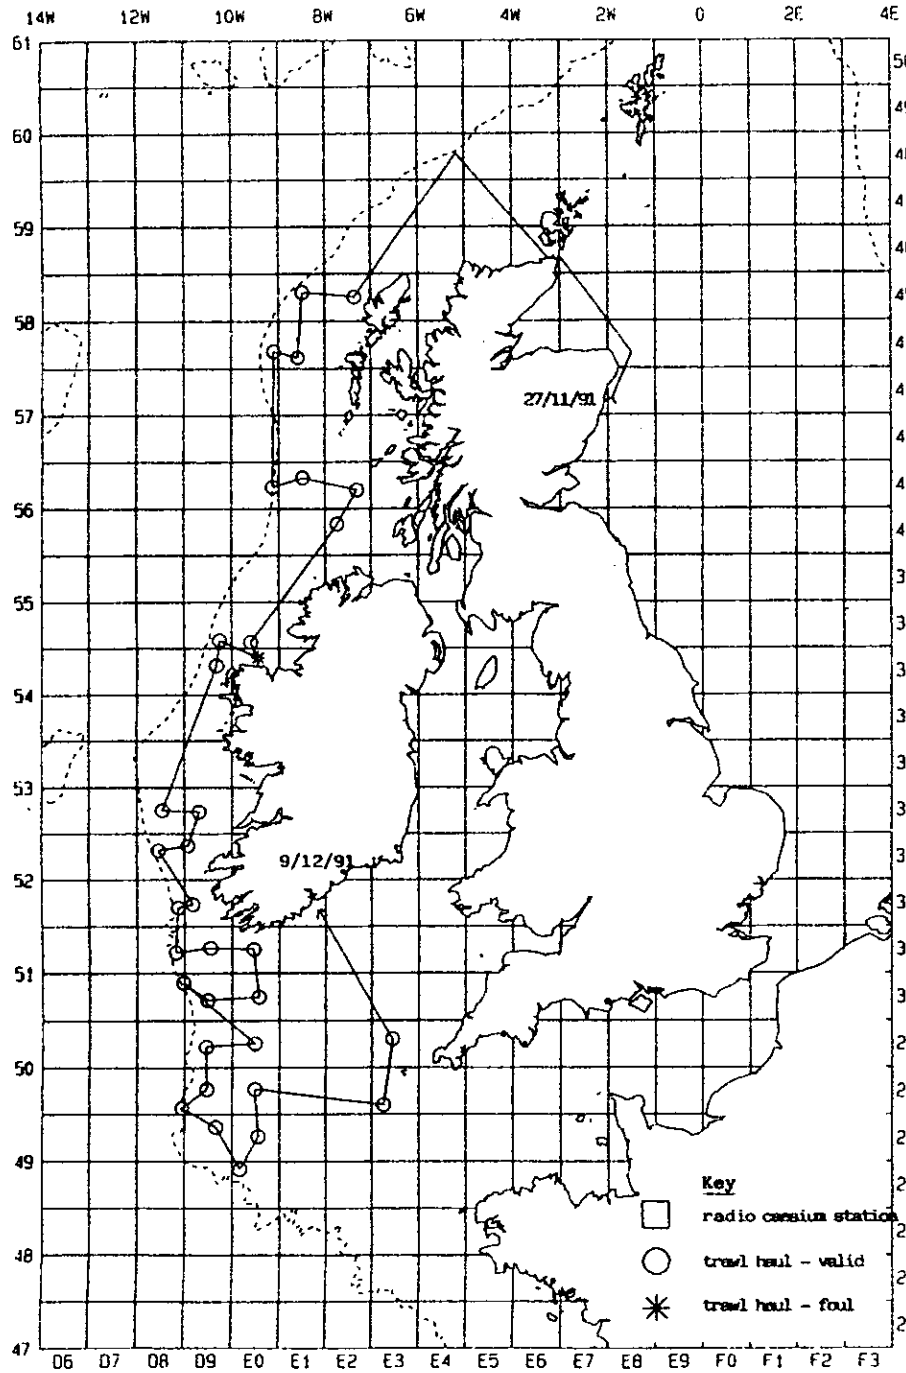 14W 12W 10W 8W 6W 4W 2W 0 2E 4E
61
60
59
58
57
56
55
54
53
52
51
50
49
48
47
27/11/91
9/12/91
Key
radio caesium station
trawl haul - valid
trawl haul - foul
D6 D7 D8 D9 E0 E1 E2 E3 E4 E5 E6 E7 E8 E9 F0 F1 F2 F3